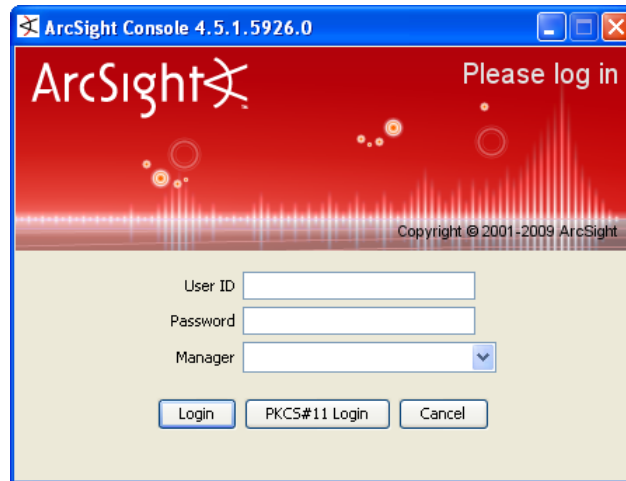 ArcSight Console 4.5.1.5926.0
ArcSight
Please log in
Copyright © 2001-2009 ArcSight
User ID
Password
Manager
Login PKCS#11 Login Cancel